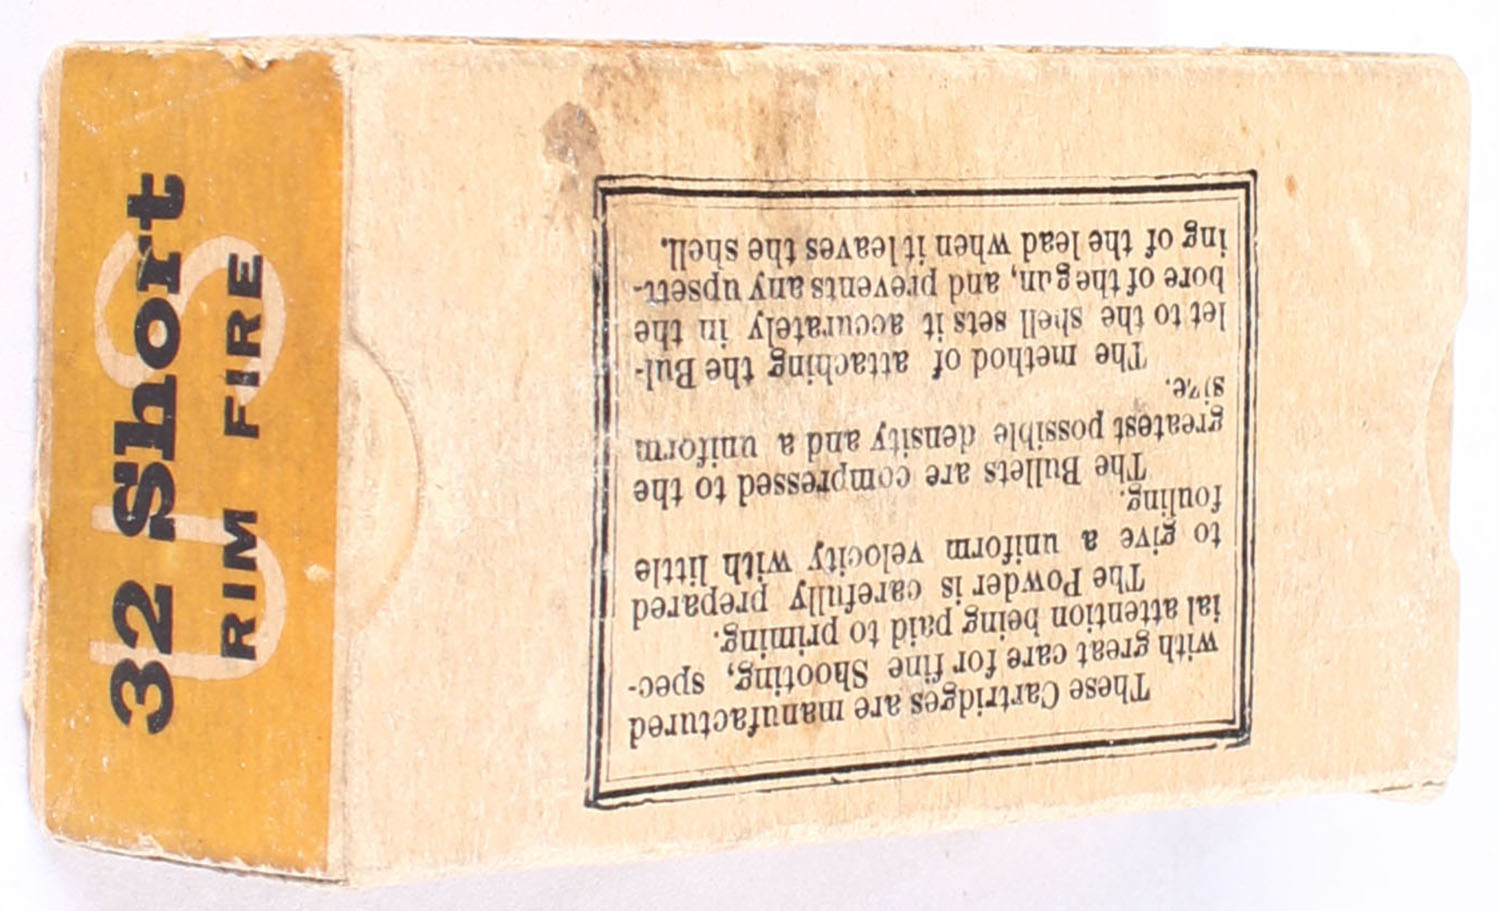 32 Short
RIM FIRE
US
These Cartridges are manufactured
with great care for fine Shooting, spec-
ial attention being paid to priming.
The Powder is carefully prepared
to give a uniform velocity with little
fouling.
The Bullets are compressed to the
greatest possible density and a uniform
size.
The method of attaching the Bul-
let to the shell sets it accurately in the
bore of the gun, and prevents any upsett-
ing of the lead when it leaves the shell.